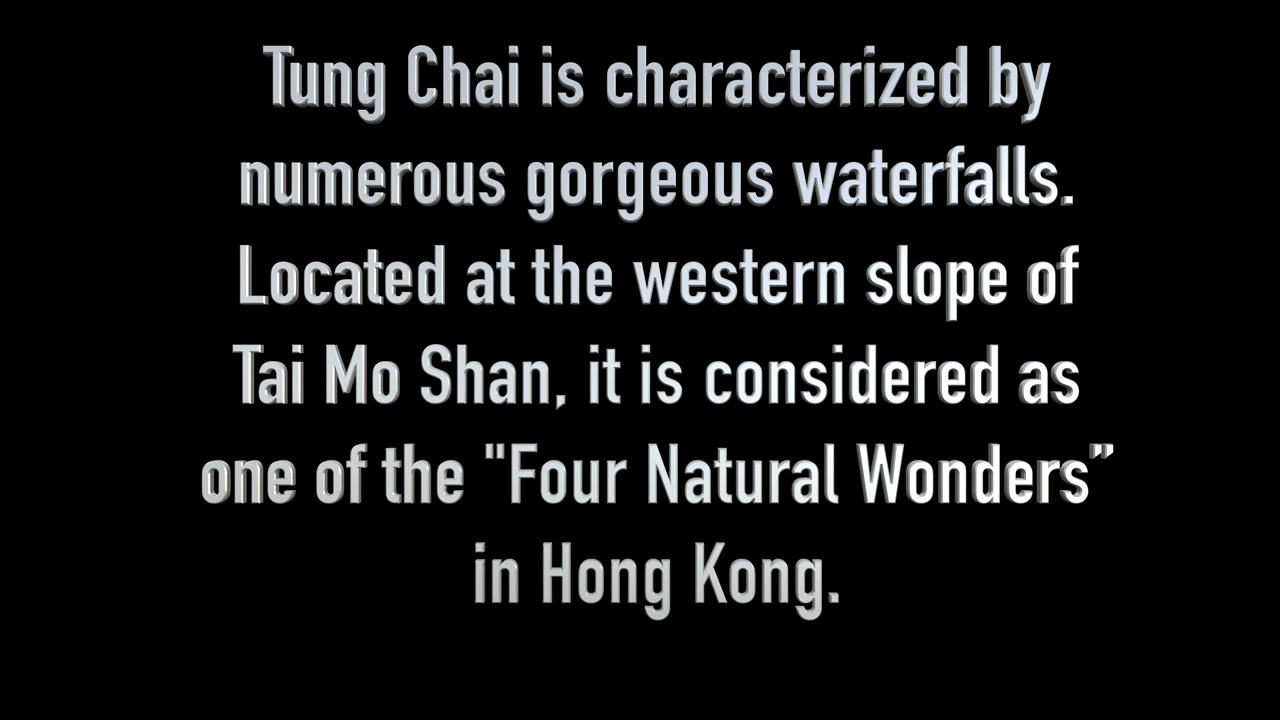 Tung Chai is characterized by
numerous gorgeous waterfalls.
Located at the western slope of
Tai Mo Shan, it is considered as
one of the "Four Natural Wonders”
in Hong Kong.